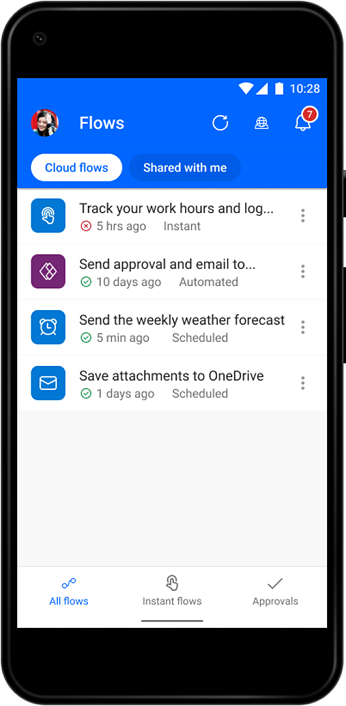 10:28
Flows
7
Cloud flows
Shared with me
Track your work hours and log...
5 hrs ago Instant
Send approval and email to...
10 days ago Automated
Send the weekly weather forecast
5 min ago Scheduled
Save attachments to OneDrive
1 days ago Scheduled
All flows
Instant flows
Approvals